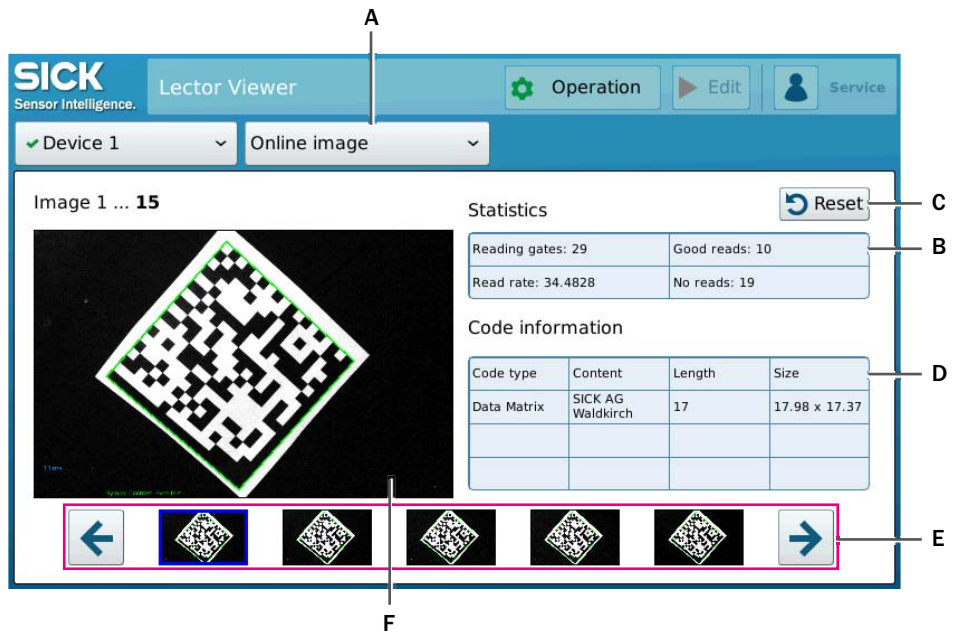 A
SICK
Sensor Intelligence.
Lector Viewer
Operation
Edit
Service
Device 1
Online image
Image 1 ... 15
Statistics
Reset
C
Reading gates: 29
Good reads: 10
B
Read rate: 34.4828
No reads: 19
Code information
Code type
Content
Length
Size
D
Data Matrix
SICK AG
Waldkirch
17
17.98 x 17.37
E
F